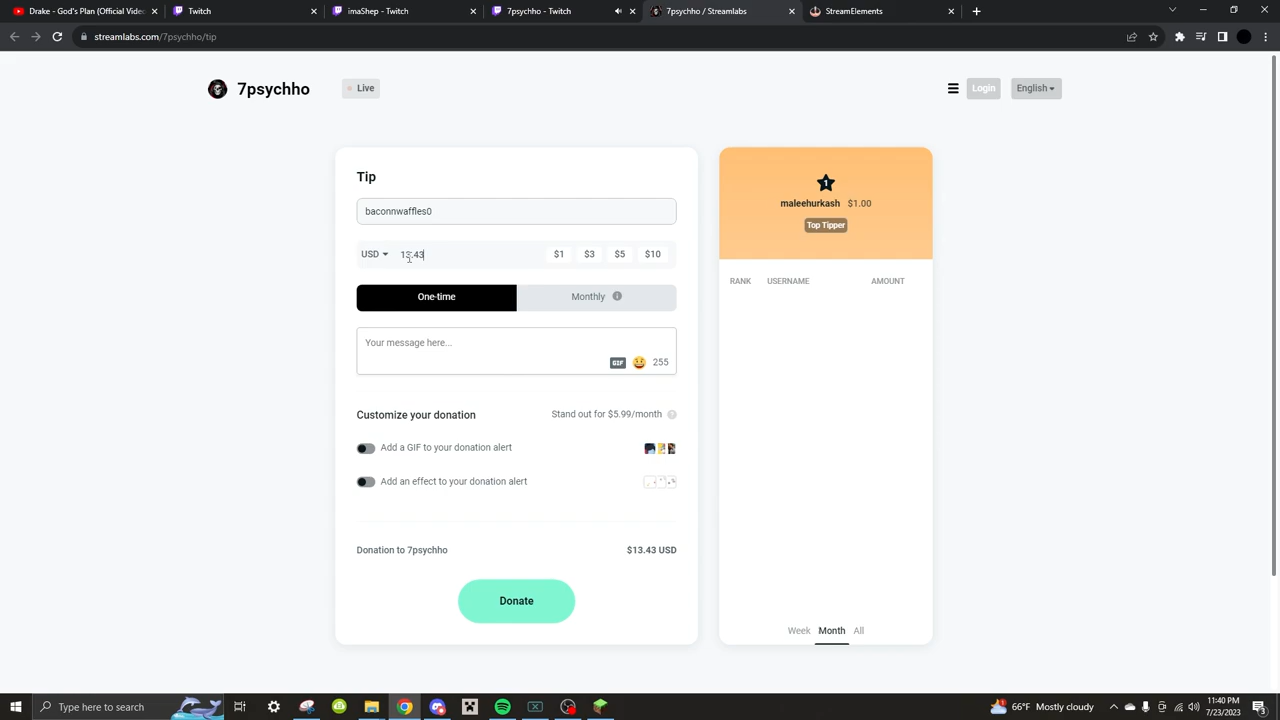 Drake - God's Plan (Official Vide
Twitch
imaShep - Twitch
7psychho - Twitch
7psychho / Streamlabs
StreamElements
streamlabs.com/7psychho/tip
7psychho
Live
Login
English
Tip
baconnwaffles0
USD
13.43
$1
$3
$5
$10
One-time
Monthly
Your message here...
GIF
255
Customize your donation
Stand out for $5.99/month
Add a GIF to your donation alert
Add an effect to your donation alert
Donation to 7psychho
$13.43 USD
Donate
1
maleehurkash $1.00
Top Tipper
RANK
USERNAME
AMOUNT
Week
Month
All
Type here to search
66°F Mostly cloudy
11:40 PM
7/23/2023